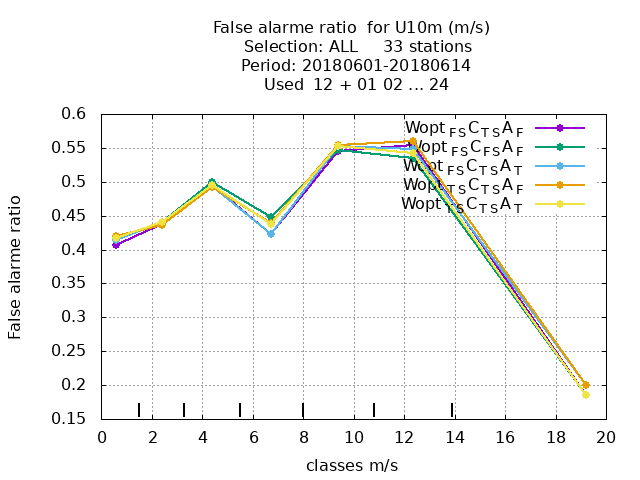 False alarme ratio  for U10m (m/s)
Selection: ALL     33 stations
Period: 20180601-20180614
Used  12 + 01 02 ... 24
0.6
0.55
0.5
0.45
0.4
0.35
0.3
0.25
0.2
0.15
False alarme ratio
Wopt FS C TS A F
Wopt FS C FS A F
Wopt FS C TS A T
Wopt TS C TS A F
Wopt TS C TS A T
0 2 4 6 8 10 12 14 16 18 20
classes m/s